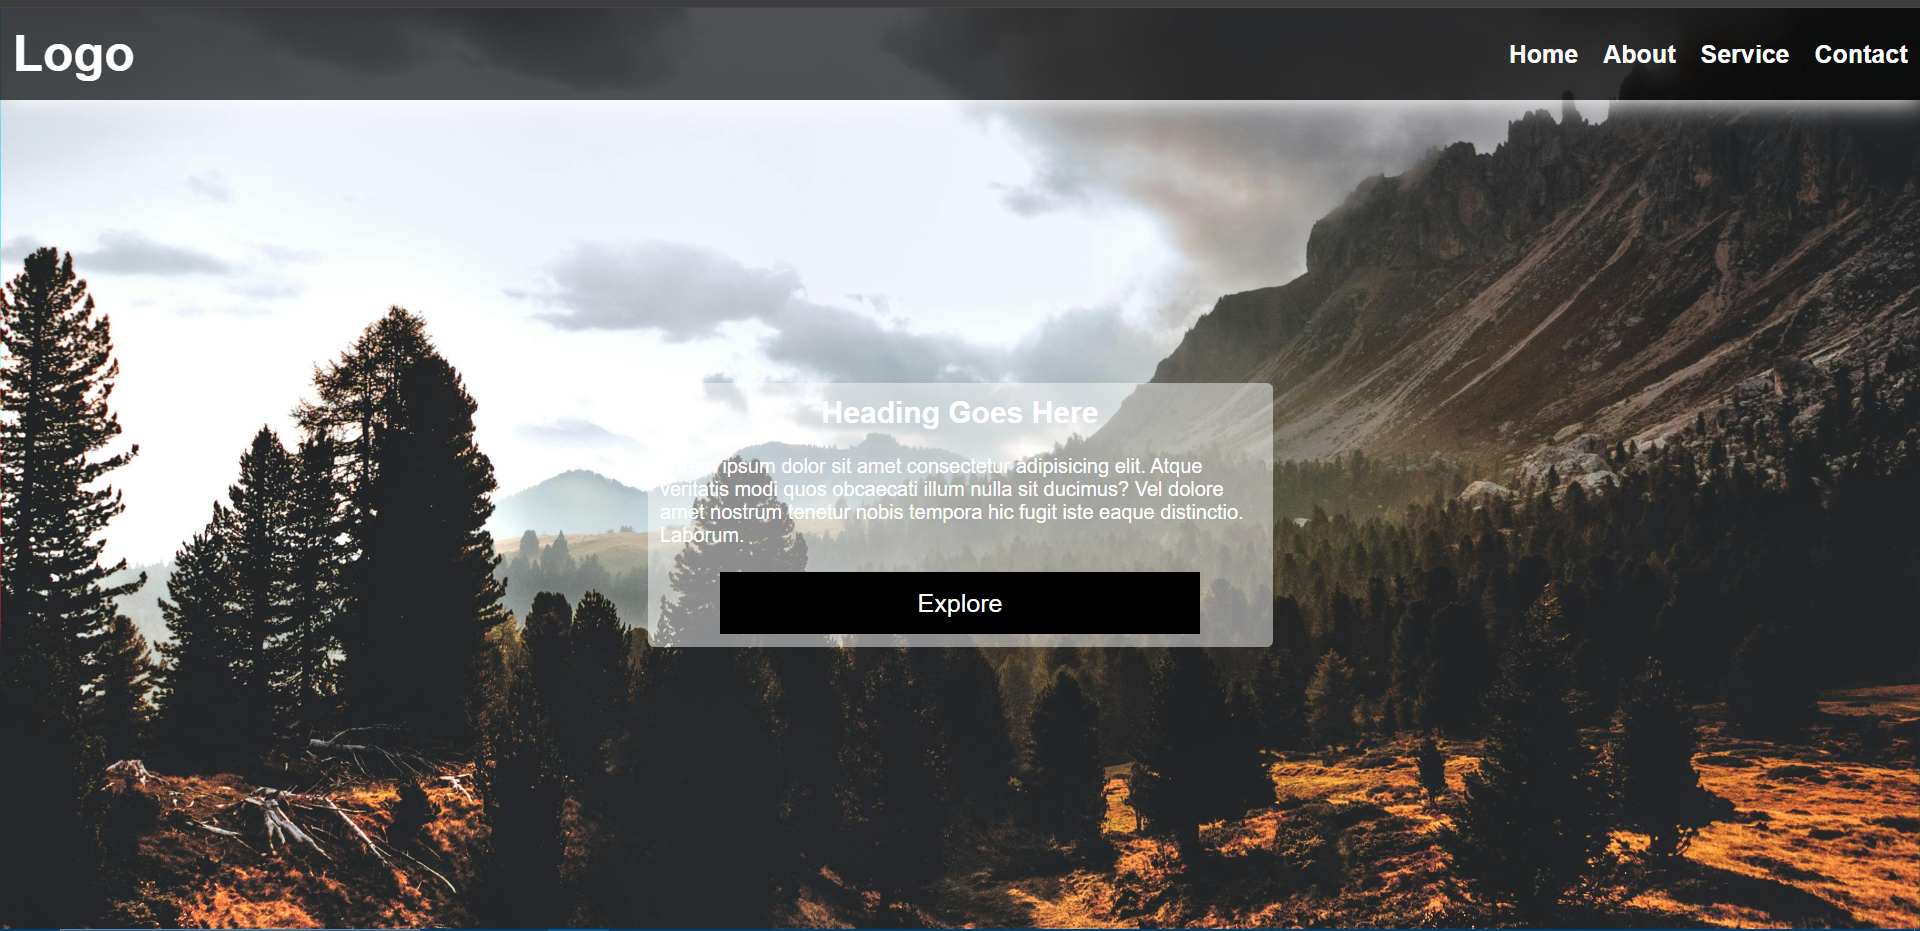 Logo
Home About Service Contact
Heading Goes Here
Lorem ipsum dolor sit amet consectetur adipisicing elit. Atque
veritatis modi quos obcaecati illum nulla sit ducimus? Vel dolore
amet nostrum tenetur nobis tempora hic fugit iste eaque distinctio.
Laborum.
Explore